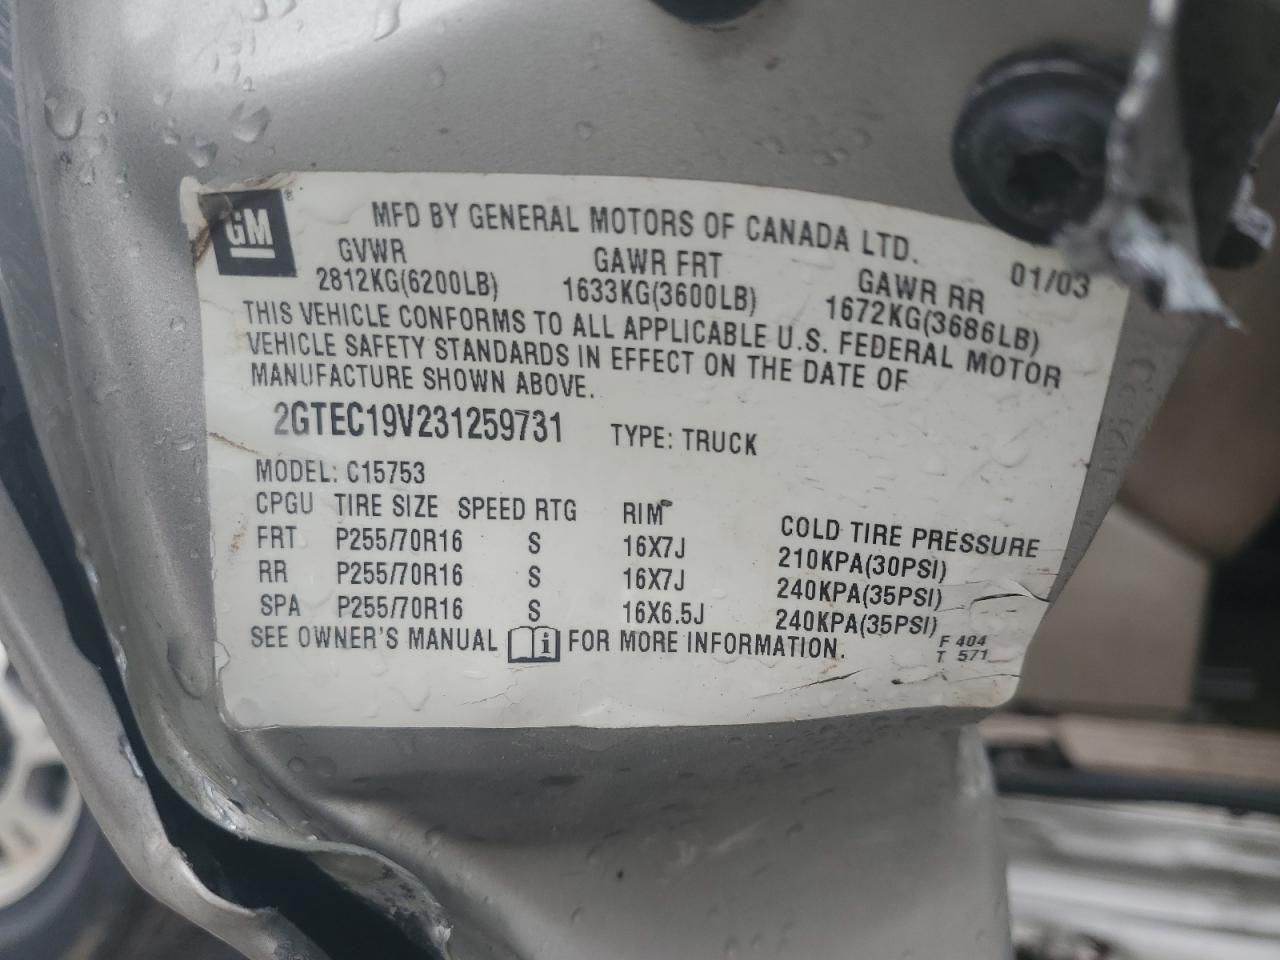 GM ®
MFD BY GENERAL MOTORS OF CANADA LTD.
GVWR GAWR FRT GAWR RR 01/03
2812KG(6200LB) 1633KG(3600LB) 1672KG(3686LB)
THIS VEHICLE CONFORMS TO ALL APPLICABLE U.S. FEDERAL MOTOR
VEHICLE SAFETY STANDARDS IN EFFECT ON THE DATE OF
MANUFACTURE SHOWN ABOVE.
2GTEC19V231259731 TYPE: TRUCK
MODEL: C15753
CPGU TIRE SIZE SPEED RTG RIM COLD TIRE PRESSURE
FRT P255/70R16 S 16X7J 210KPA(30PSI)
RR P255/70R16 S 16X7J 240KPA(35PSI)
SPA P255/70R16 S 16X6.5J 240KPA(35PSI)
SEE OWNER'S MANUAL i FOR MORE INFORMATION.
F 404
T 571